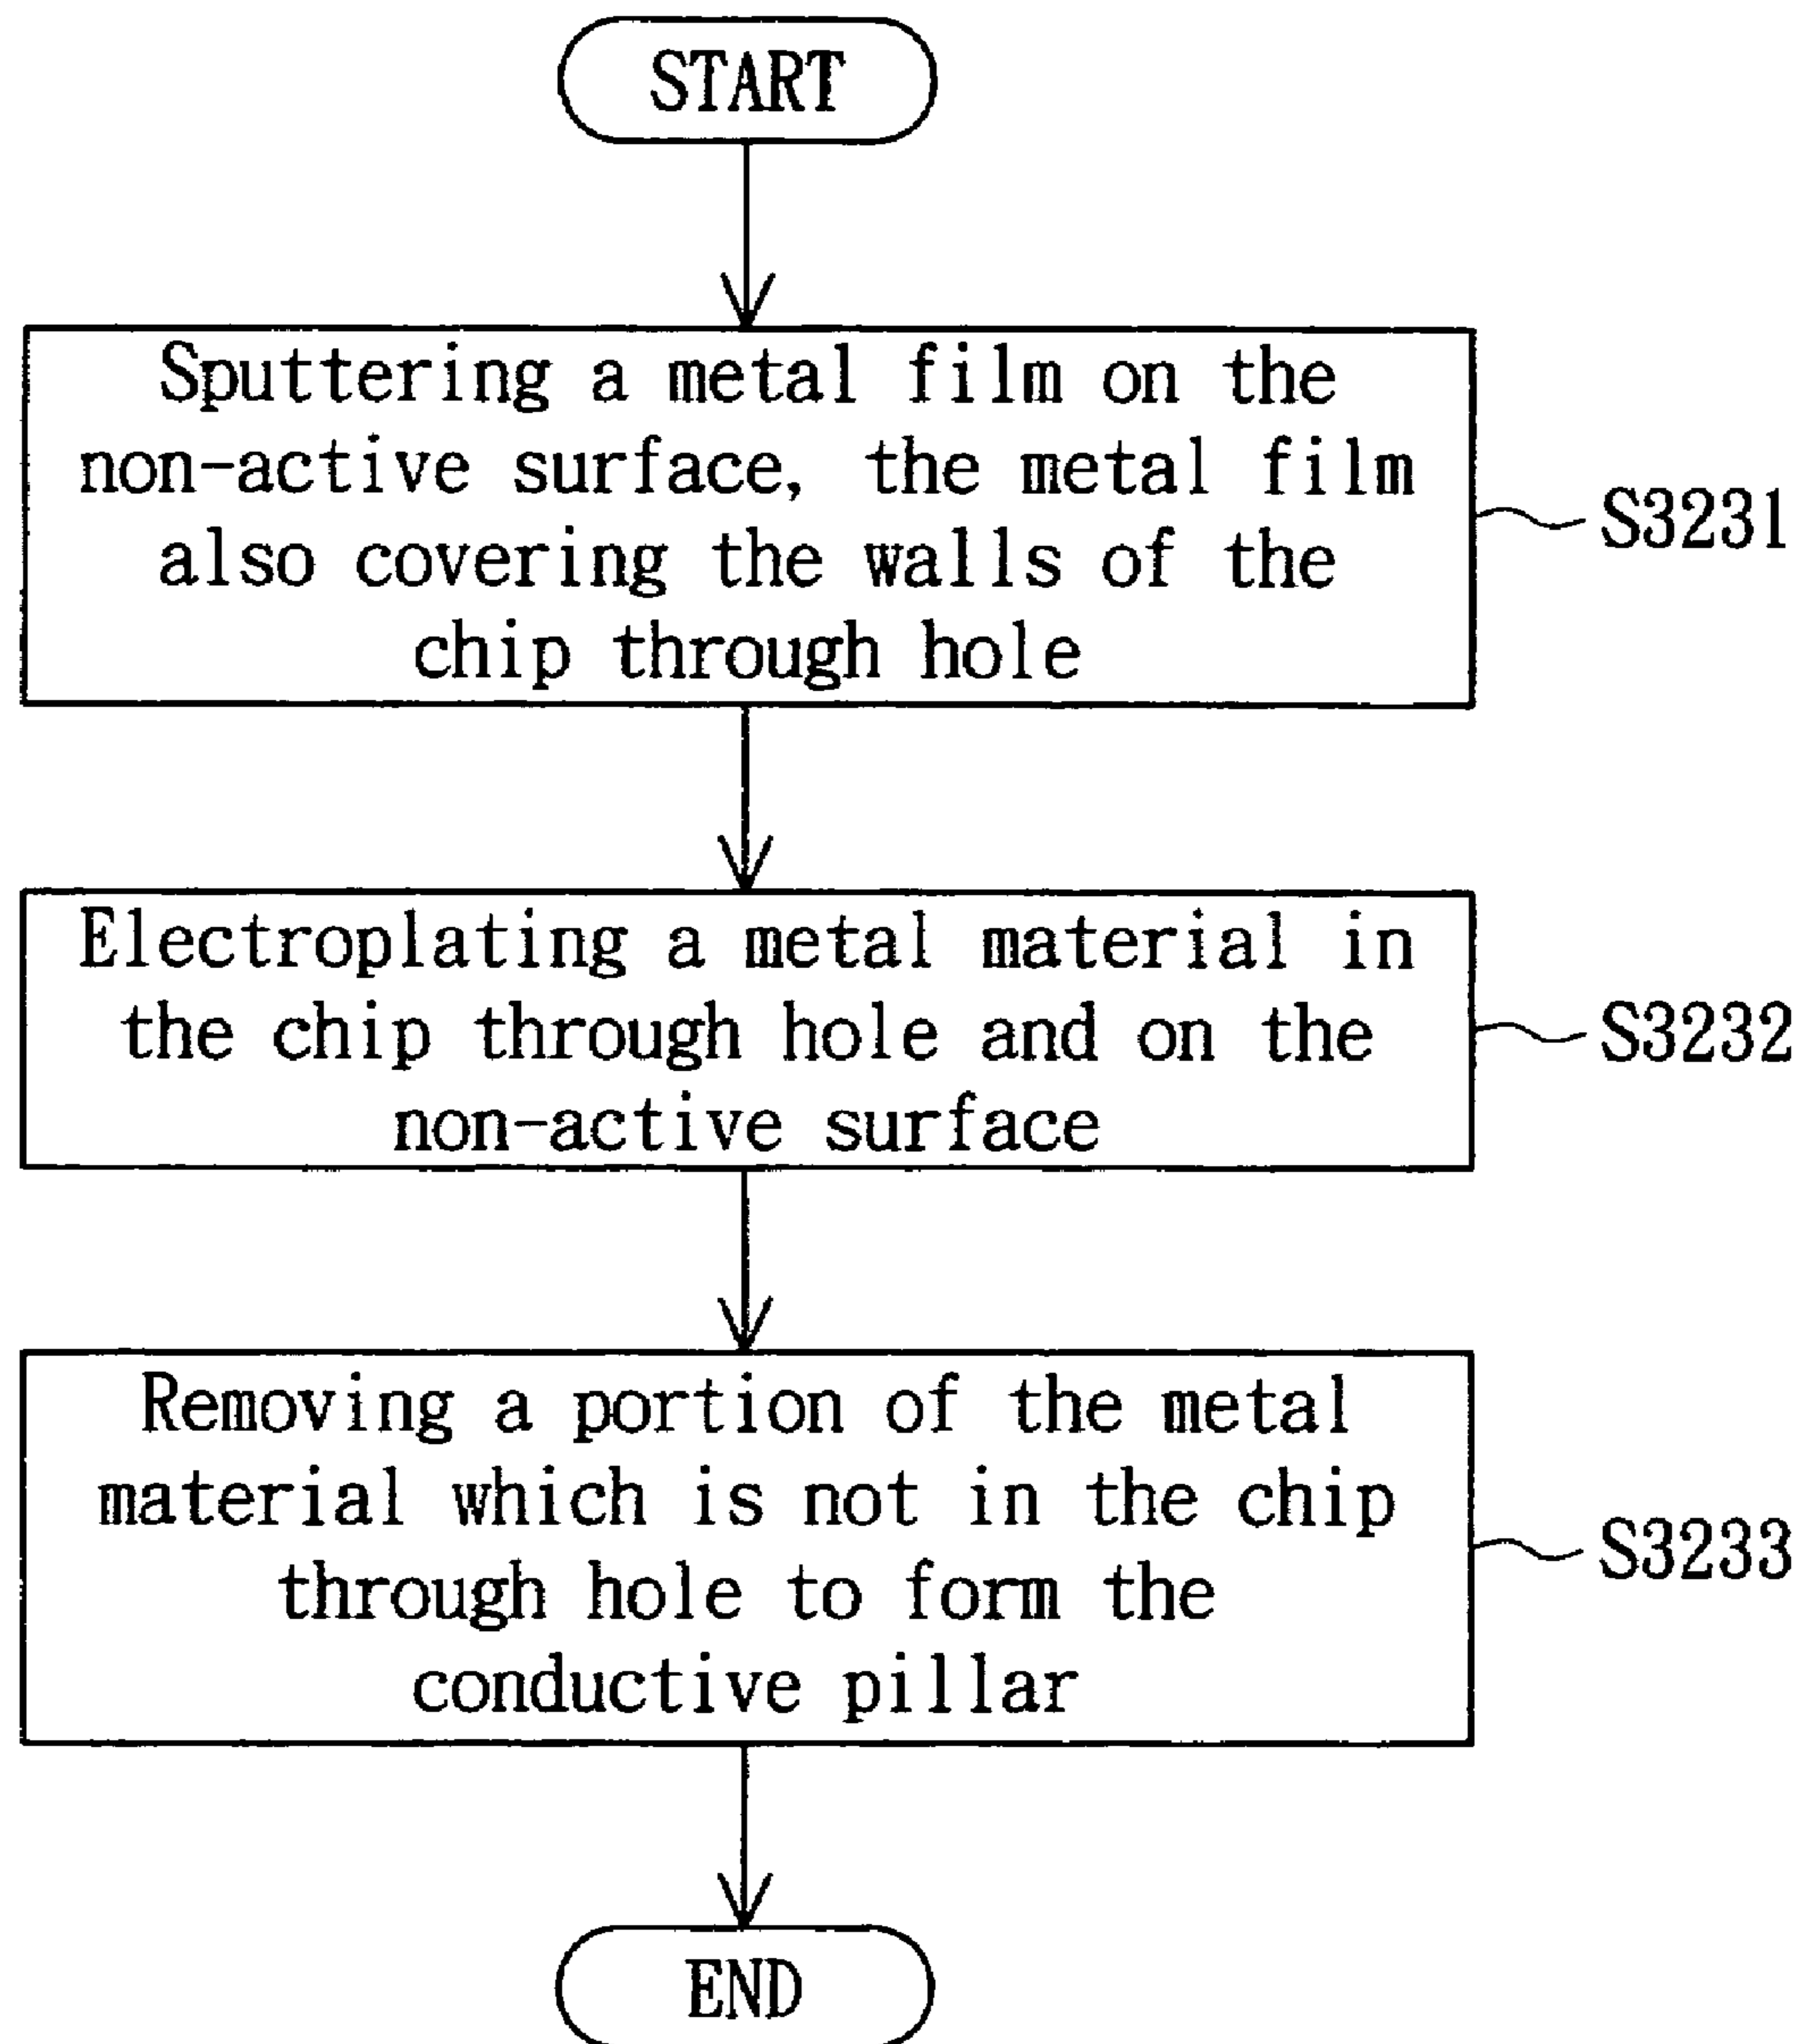 START
Sputtering a metal film on the
non-active surface, the metal film
also covering the walls of the
chip through hole
S3231
Electroplating a metal material in
the chip through hole and on the
non-active surface
S3232
Removing a portion of the metal
material which is not in the chip
through hole to form the
conductive pillar
S3233
END